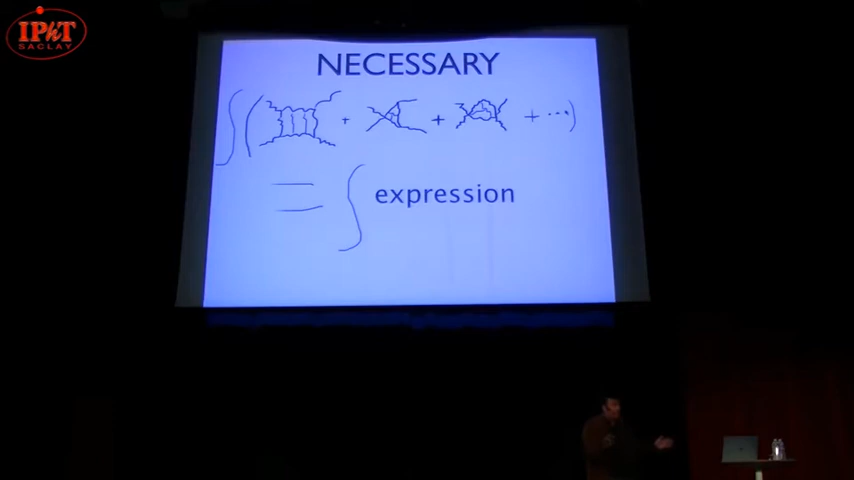 IPhT
SACLAY
NECESSARY
∫ ( + + + ... )
= ∫ expression